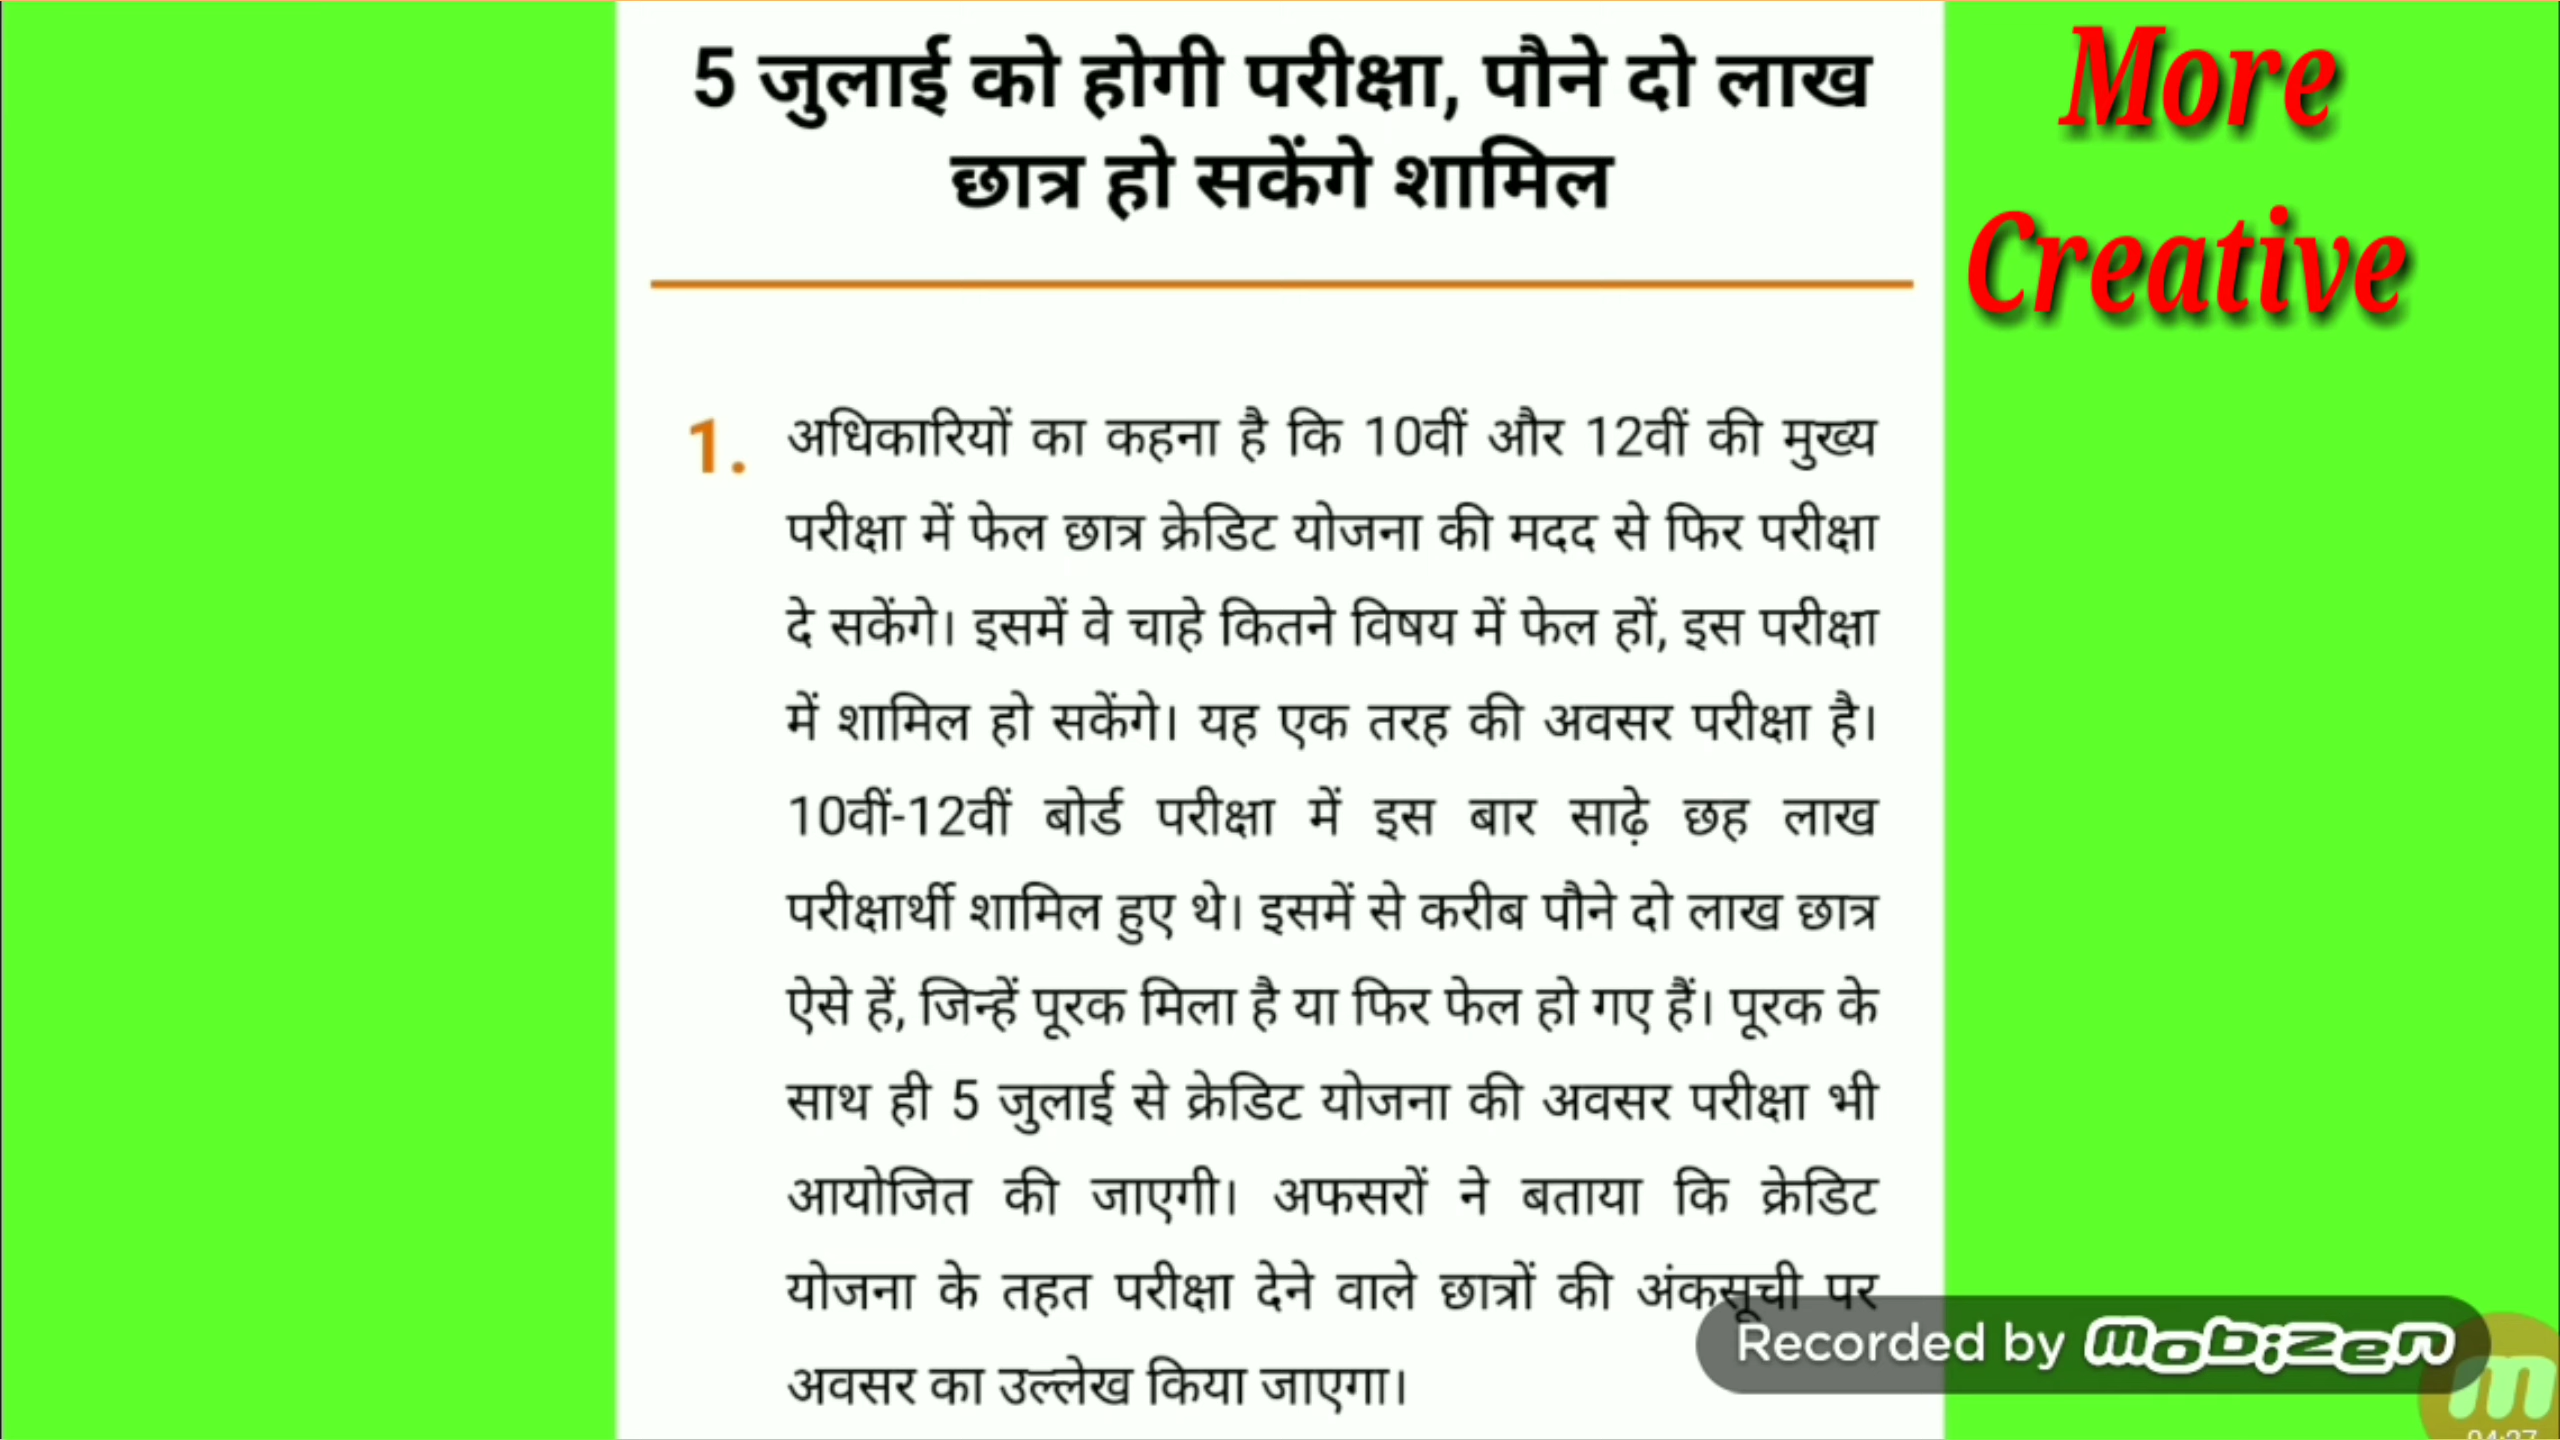 5 जुलाई को होगी परीक्षा, पौने दो लाख
छात्र हो सकेंगे शामिल
More
Creative
1. अधिकारियों का कहना है कि 10वीं और 12वीं की मुख्य
परीक्षा में फेल छात्र क्रेडिट योजना की मदद से फिर परीक्षा
दे सकेंगे। इसमें वे चाहे कितने विषय में फेल हों, इस परीक्षा
में शामिल हो सकेंगे। यह एक तरह की अवसर परीक्षा है।
10वीं-12वीं बोर्ड परीक्षा में इस बार साढ़े छह लाख
परीक्षार्थी शामिल हुए थे। इसमें से करीब पौने दो लाख छात्र
ऐसे हें, जिन्हें पूरक मिला है या फिर फेल हो गए हैं। पूरक के
साथ ही 5 जुलाई से क्रेडिट योजना की अवसर परीक्षा भी
आयोजित की जाएगी। अफसरों ने बताया कि क्रेडिट
योजना के तहत परीक्षा देने वाले छात्रों की अंकसूची पर
अवसर का उल्लेख किया जाएगा।
Recorded by mobizen
m